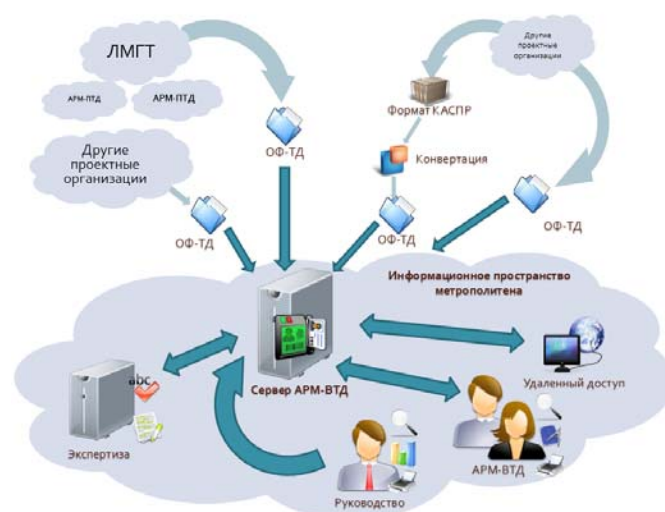 ЛМГТ
АРМ-ПТД
АРМ-ПТД
Другие
проектные
организации
ОФ-ТД
ОФ-ТД
Другие
проектные
организации
Формат КАСПР
Конвертация
ОФ-ТД
ОФ-ТД
Информационное пространство
метрополитена
Сервер АРМ-ВТД
abc
Экспертиза
Удаленный доступ
АРМ-ВТД
Руководство